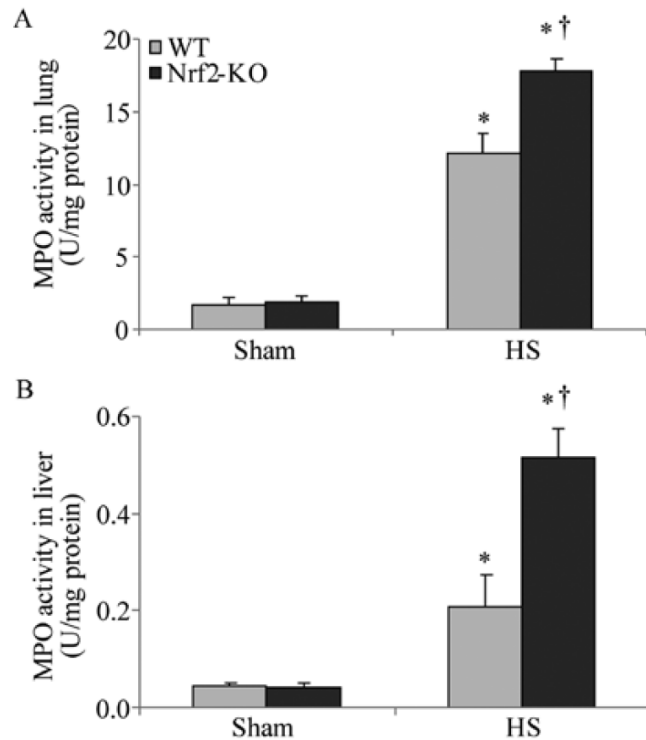 A
MPO activity in lung
(U/mg protein)
20
15
10
5
0
WT
Nrf2-KO
*
*†
Sham
HS
B
MPO activity in liver
(U/mg protein)
0.6
0.4
0.2
0.0
*
*†
Sham
HS